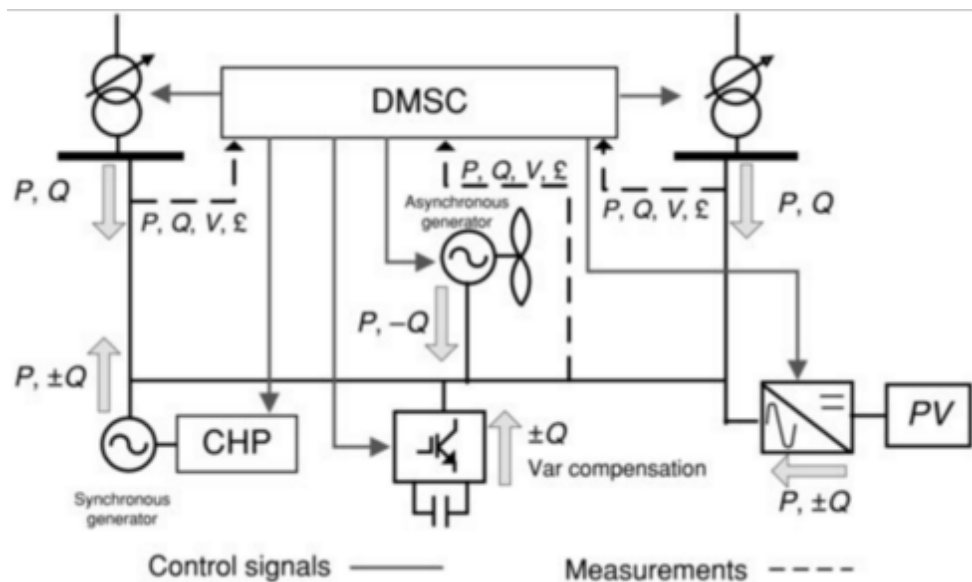 DMSC
P, Q
P, Q, V, £
P, Q, V, £
Asynchronous
generator
P, Q, V, £
P, Q
P, –Q
P, ±Q
CHP
±Q
Var compensation
PV
P, ±Q
Synchronous
generator
Control signals
Measurements